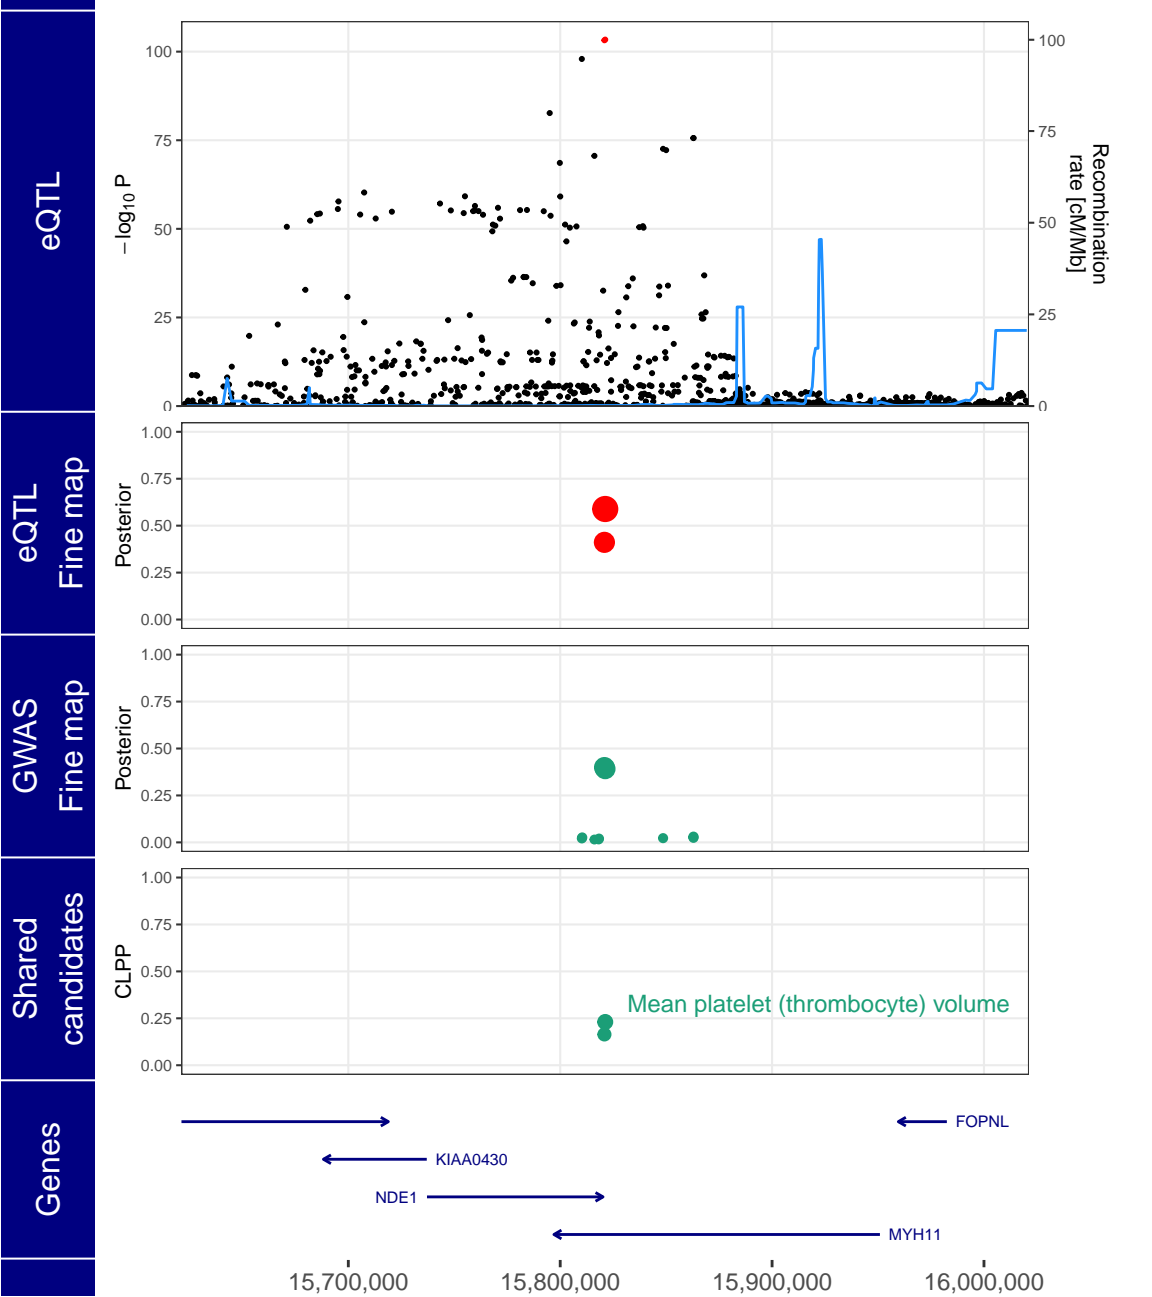 eQTL
−log10 P
100
75
50
25
0
100
75
50
25
0
Recombination
rate [cM/Mb]
eQTL
Fine map
Posterior
1.00
0.75
0.50
0.25
0.00
GWAS
Fine map
Posterior
1.00
0.75
0.50
0.25
0.00
Shared
candidates
CLPP
1.00
0.75
0.50
0.25
0.00
Mean platelet (thrombocyte) volume
Genes
FOPNL
KIAA0430
NDE1
MYH11
15,700,000
15,800,000
15,900,000
16,000,000